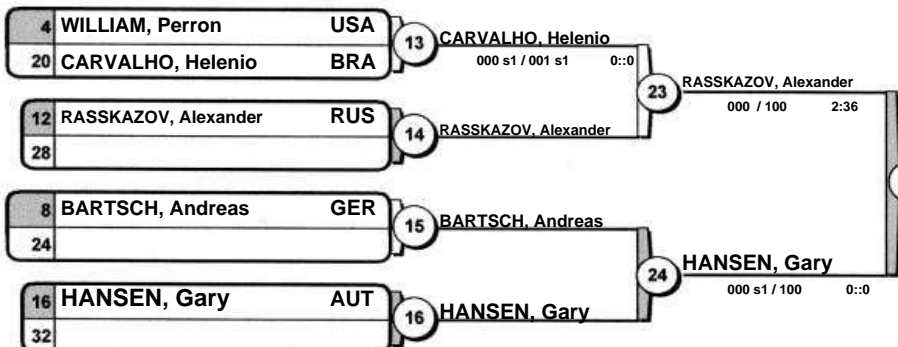 4 WILLIAM, Perron USA
20 CARVALHO, Helenio BRA
13
CARVALHO, Helenio
000 s1 / 001 s1 0::0
12 RASSKAZOV, Alexander RUS
28
14
RASSKAZOV, Alexander
23
RASSKAZOV, Alexander
000 / 100 2:36
8 BARTSCH, Andreas GER
24
15
BARTSCH, Andreas
16 HANSEN, Gary AUT
32
16
HANSEN, Gary
24
HANSEN, Gary
000 s1 / 100 0::0